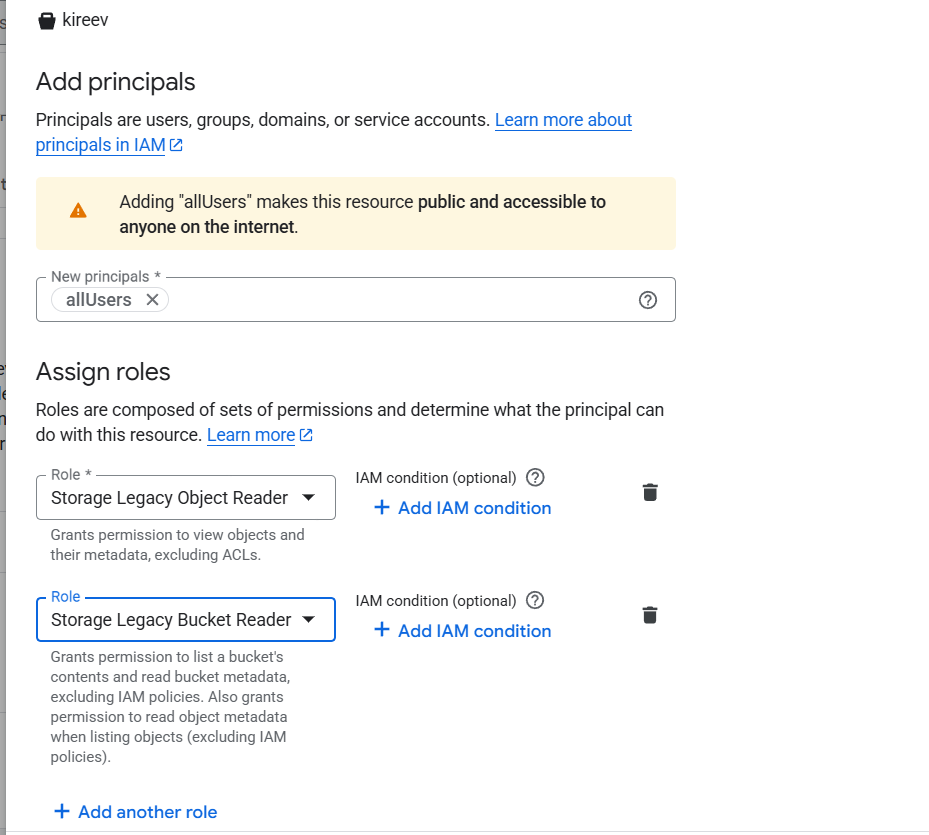 kireev
Add principals
Principals are users, groups, domains, or service accounts. Learn more about
principals in IAM
Adding "allUsers" makes this resource public and accessible to
anyone on the internet.
New principals *
allUsers
Assign roles
Roles are composed of sets of permissions and determine what the principal can
do with this resource. Learn more
Role *
Storage Legacy Object Reader
IAM condition (optional)
+ Add IAM condition
Grants permission to view objects and
their metadata, excluding ACLs.
Role
Storage Legacy Bucket Reader
IAM condition (optional)
+ Add IAM condition
Grants permission to list a bucket's
contents and read bucket metadata,
excluding IAM policies. Also grants
permission to read object metadata
when listing objects (excluding IAM
policies).
+ Add another role